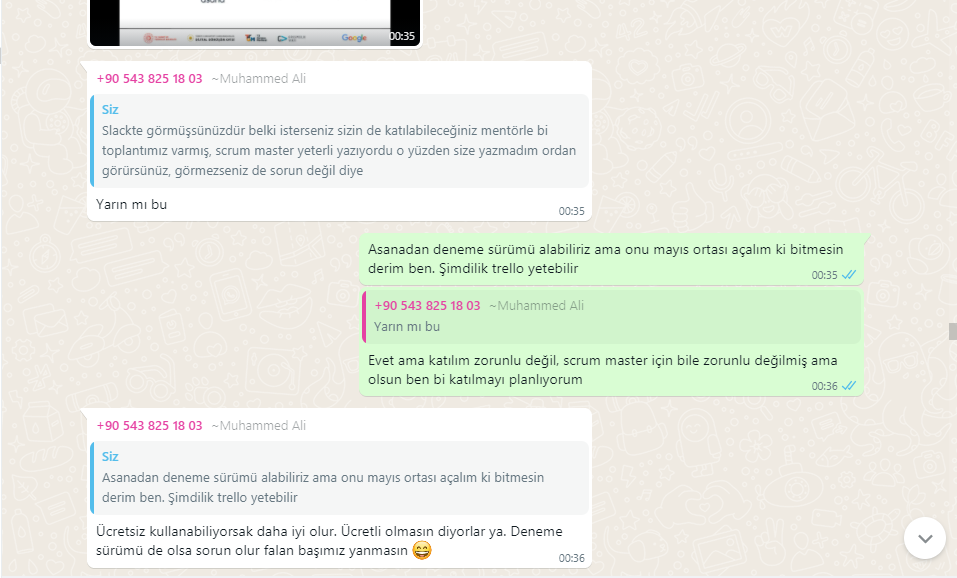 Google
00:35
+90 543 825 18 03 ~Muhammed Ali
Siz
Slackte görmüşsünüzdür belki isterseniz sizin de katılabileceğiniz mentörle bi
toplantımız varmış, scrum master yeterli yazıyordu o yüzden size yazmadım ordan
görürsünüz, görmezseniz de sorun değil diye
Yarın mı bu
00:35
Asanadan deneme sürümü alabiliriz ama onu mayıs ortası açalım ki bitmesin
derim ben. Şimdilik trello yetebilir
00:35
+90 543 825 18 03 ~Muhammed Ali
Yarın mı bu
Evet ama katılım zorunlu değil, scrum master için bile zorunlu değilmiş ama
olsun ben bi katılmayı planlıyorum
00:36
+90 543 825 18 03 ~Muhammed Ali
Siz
Asanadan deneme sürümü alabiliriz ama onu mayıs ortası açalım ki bitmesin
derim ben. Şimdilik trello yetebilir
Ücretsiz kullanabiliyorsak daha iyi olur. Ücretli olmasın diyorlar ya. Deneme
sürümü de olsa sorun olur falan başımız yanmasın 😄
00:36